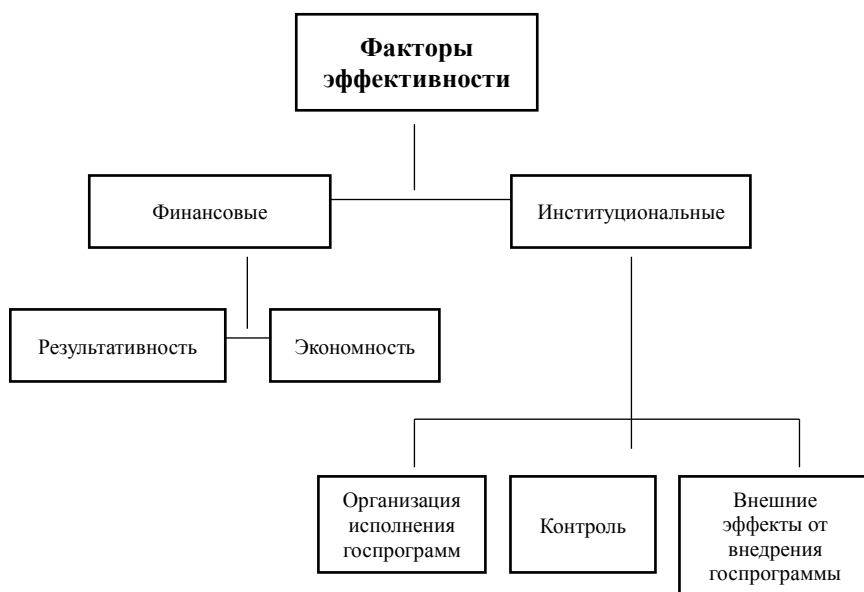 Факторы
эффективности
Финансовые
Институциональные
Результативность
Экономность
Организация
исполнения
госпрограмм
Контроль
Внешние
эффекты от
внедрения
госпрограммы